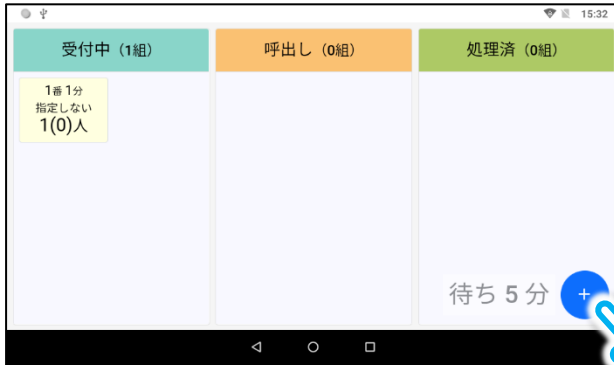 15:32
受付中（1組）
呼出し（0組）
処理済（0組）
1番 1分
指定しない
1(0)人
待ち 5 分
+